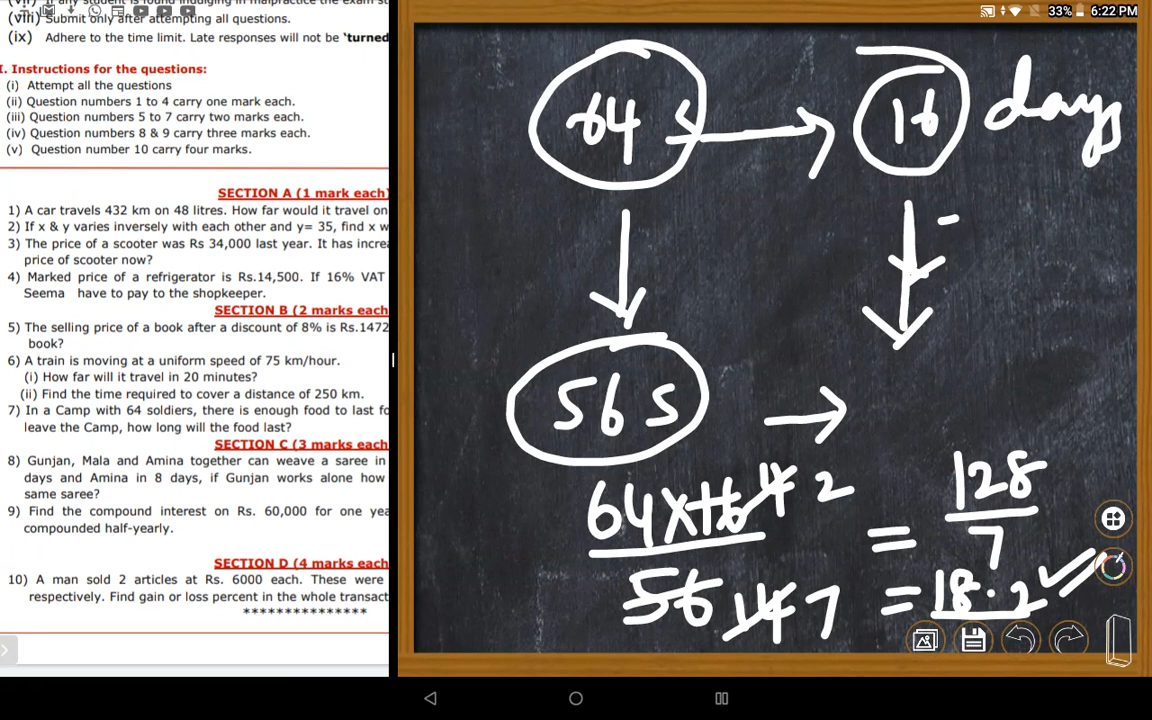 (viii) Submit only after attempting all questions.
(ix) Adhere to the time limit. Late responses will not be 'turned
I. Instructions for the questions:
(i) Attempt all the questions
(ii) Question numbers 1 to 4 carry one mark each.
(iii) Question numbers 5 to 7 carry two marks each.
(iv) Question numbers 8 & 9 carry three marks each.
(v) Question number 10 carry four marks.
SECTION A (1 mark each)
1) A car travels 432 km on 48 litres. How far would it travel on
2) If x & y varies inversely with each other and y= 35, find x w
3) The price of a scooter was Rs 34,000 last year. It has incre
price of scooter now?
4) Marked price of a refrigerator is Rs.14,500. If 16% VAT
Seema have to pay to the shopkeeper.
SECTION B (2 marks each
5) The selling price of a book after a discount of 8% is Rs.1472
book?
6) A train is moving at a uniform speed of 75 km/hour.
(i) How far will it travel in 20 minutes?
(ii) Find the time required to cover a distance of 250 km.
7) In a Camp with 64 soldiers, there is enough food to last fo
leave the Camp, how long will the food last?
SECTION C (3 marks each
8) Gunjan, Mala and Amina together can weave a saree in
days and Amina in 8 days, if Gunjan works alone how
same saree?
9) Find the compound interest on Rs. 60,000 for one yea
compounded half-yearly.
SECTION D (4 marks each
10) A man sold 2 articles at Rs. 6000 each. These were
respectively. Find gain or loss percent in the whole transact
***************
33% 6:22 PM
64 s → 16 days
56 s →
64×16 4 2 = 128
56 14 7 7
= 18.2